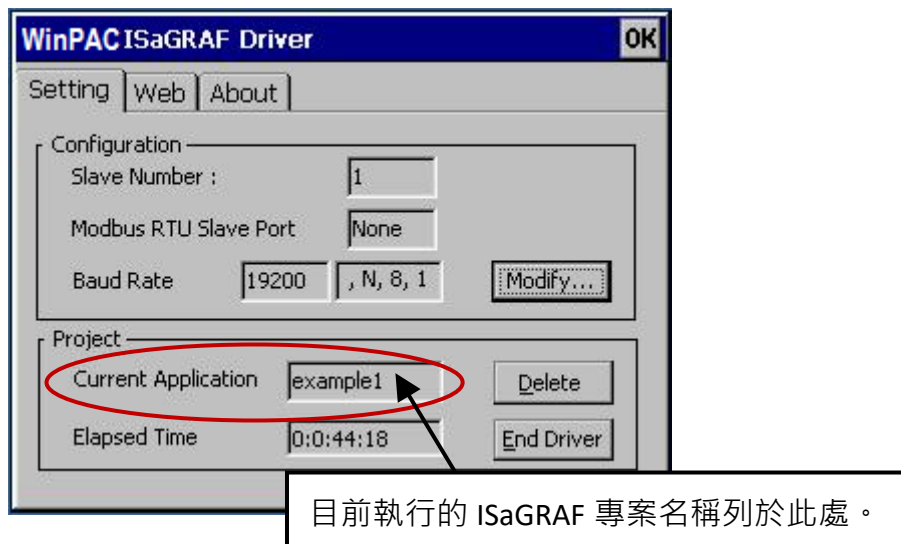 WinPAC ISaGRAF Driver OK
Setting Web About
Configuration
Slave Number : 1
Modbus RTU Slave Port None
Baud Rate 19200 , N, 8, 1 Modify...
Project
Current Application example1 Delete
Elapsed Time 0:0:44:18 End Driver
目前執行的 ISaGRAF 專案名稱列於此處。